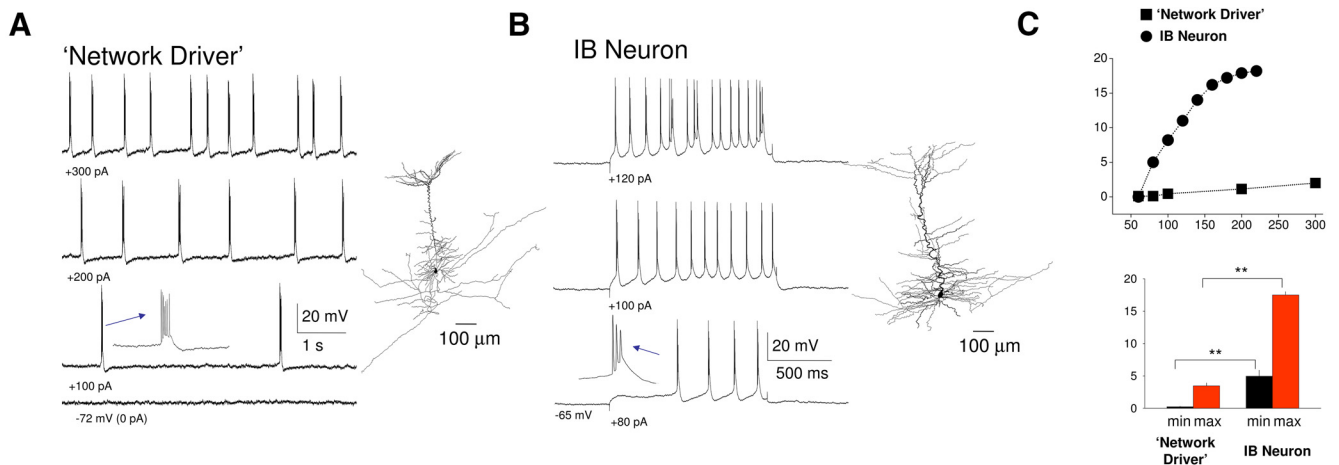 A
'Network Driver'
+300 pA
+200 pA
20 mV
1 s
+100 pA
-72 mV (0 pA)
100 µm
B
IB Neuron
+120 pA
+100 pA
20 mV
500 ms
-65 mV
+80 pA
100 µm
C
'Network Driver'
IB Neuron
20
15
10
5
0
50 100 150 200 250 300
20
15
10
5
0
**
**
min max min max
'Network Driver'
IB Neuron